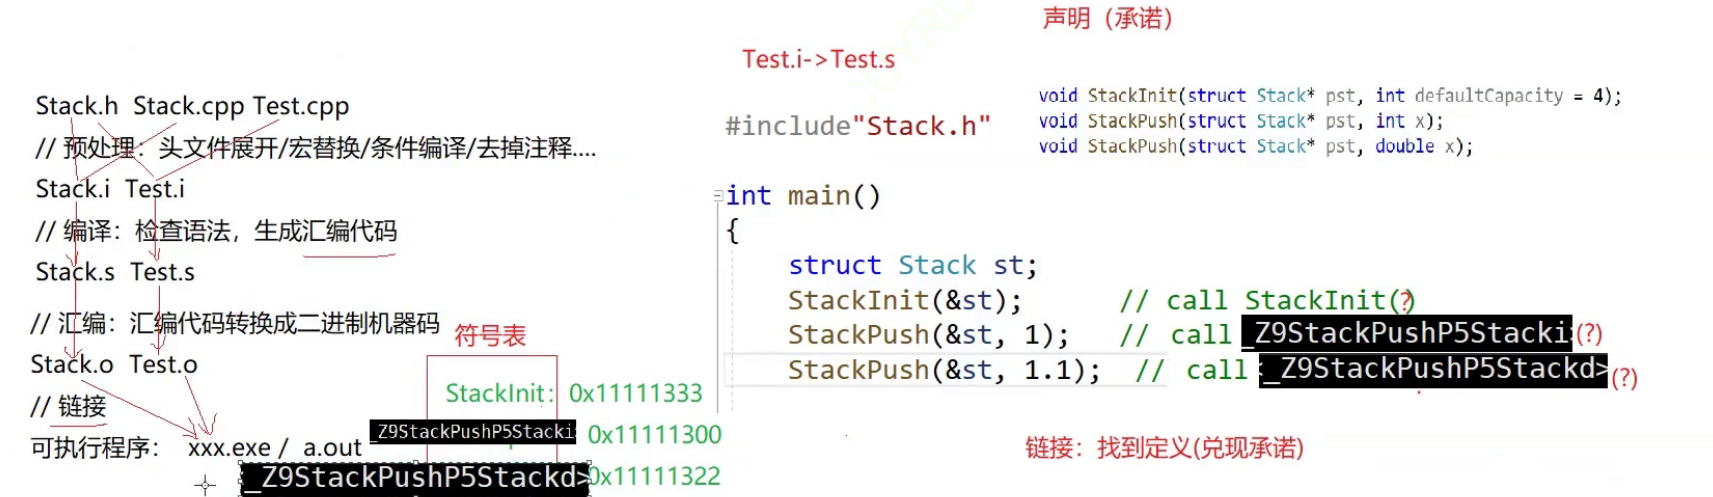 Stack.h Stack.cpp Test.cpp
// 预处理：头文件展开/宏替换/条件编译/去掉注释....
Stack.i Test.i
// 编译：检查语法，生成汇编代码
Stack.s Test.s
// 汇编：汇编代码转换成二进制机器码
Stack.o Test.o
// 链接
可执行程序： xxx.exe / a.out
符号表
StackInit：0x11111333
_Z9StackPushP5Stacki 0x11111300
_Z9StackPushP5Stackd> 0x11111322
Test.i->Test.s
#include"Stack.h"
int main()
{
struct Stack st;
StackInit(&st); // call StackInit(?)
StackPush(&st, 1); // call _Z9StackPushP5Stacki (?)
StackPush(&st, 1.1); // call <_Z9StackPushP5Stackd> (?)
声明（承诺）
void StackInit(struct Stack* pst, int defaultCapacity = 4);
void StackPush(struct Stack* pst, int x);
void StackPush(struct Stack* pst, double x);
链接：找到定义(兑现承诺)